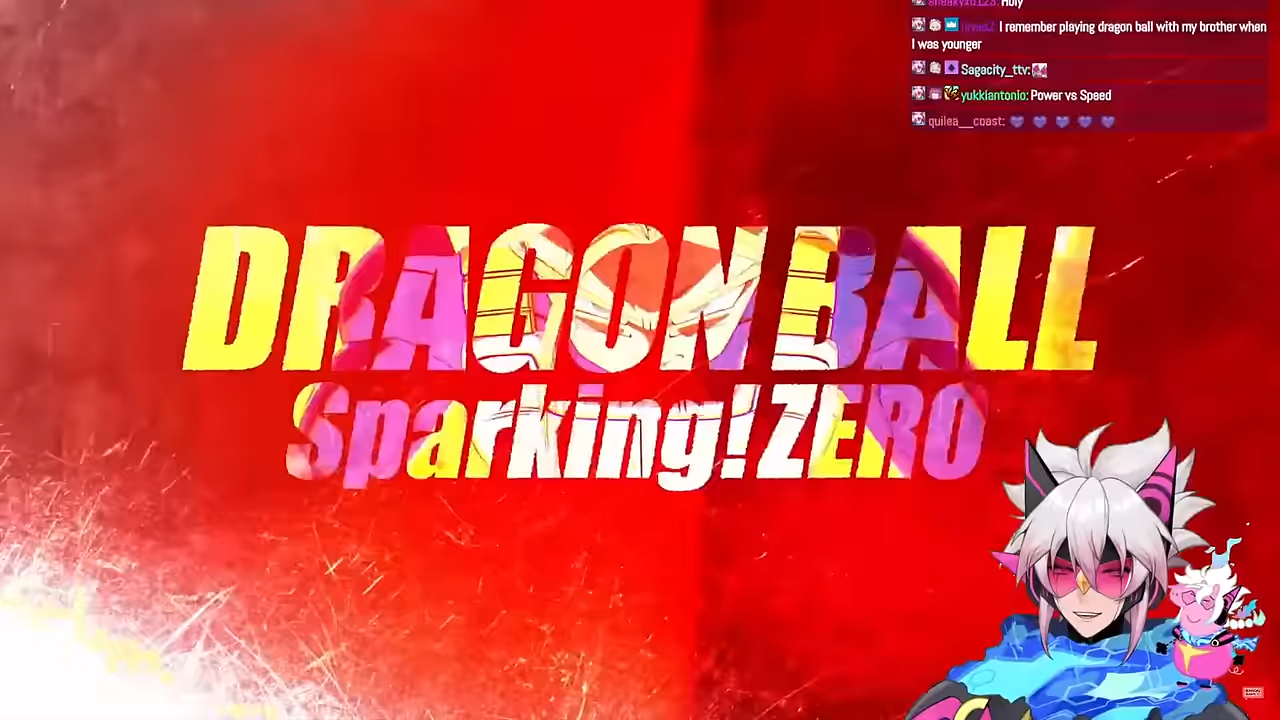 Holy
I remember playing dragon ball with my brother when
I was younger
Sagacity_ttv:
yukkiantonio: Power vs Speed
quilea__coast:
DRAGON BALL
Sparking! ZERO